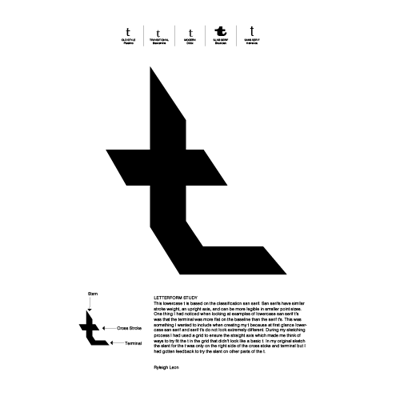 t t t t t
OLD STYLE TRANSITIONAL MODERN SLAB SERIF SANS SERIF
Baskerville
t
Stem
t
Cross Stroke
Terminal
LETTERFORM STUDY
This lowercase t is based on the classification san serif. San serifs have similar
stroke weight, an upright axis, and can be more legible in smaller point sizes.
One thing I had noticed when looking at examples of lowercase san serif t's
was that the terminal was more flat on the baseline than the serif t's. This was
something I wanted to include when creating my t because at first glance lower-
case san serif and serif t's do not look extremely different. During my sketching
process I had used a grid to ensure the straight axis which made me think of
ways to try fit the t in the grid that didn't look like a basic t. In my original sketch
the slant for the t was only on the right side of the cross stroke and terminal but I
had gotten feedback to try the slant on other parts of the t.
Ryleigh Leon